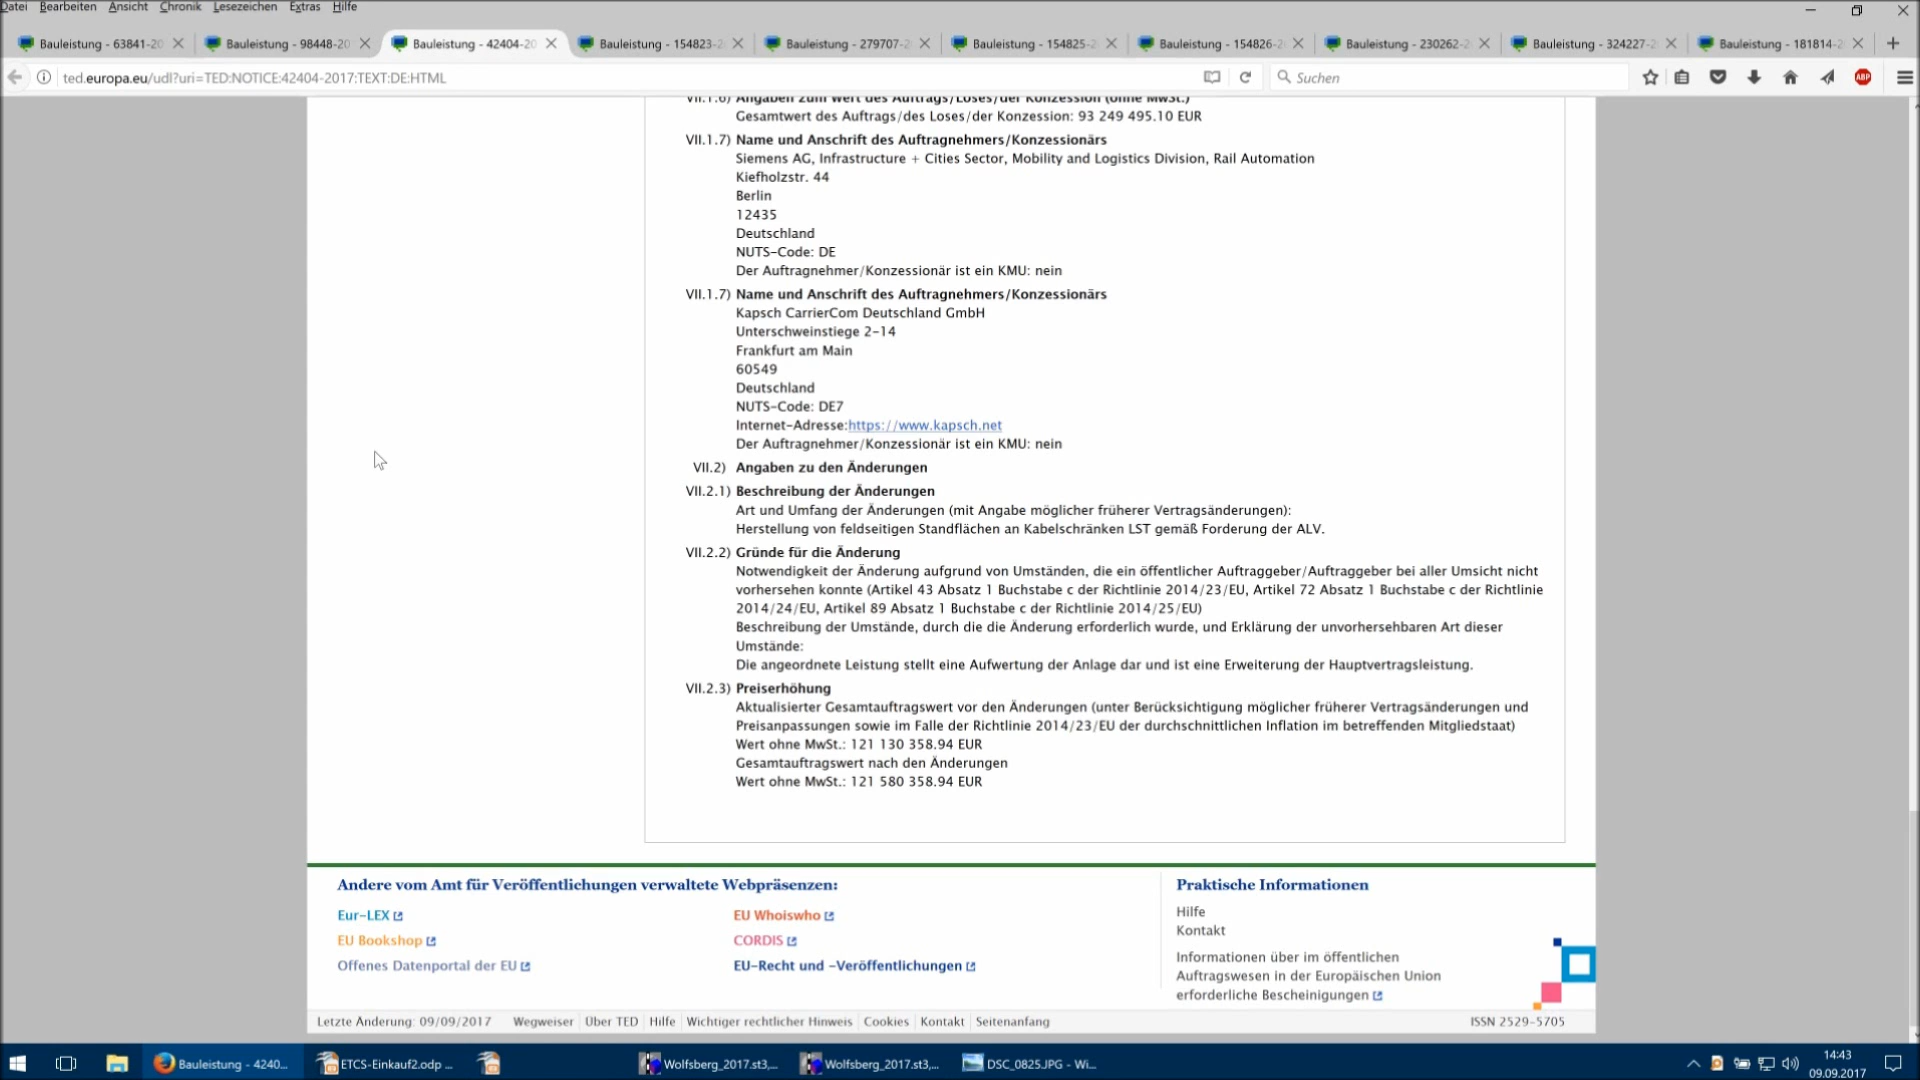 Datei Bearbeiten Ansicht Chronik Lesezeichen Extras Hilfe
Bauleistung - 63841-20 Bauleistung - 98448-20 Bauleistung - 42404-20 Bauleistung - 154823-2 Bauleistung - 279707-2 Bauleistung - 154825-2 Bauleistung - 154826-2 Bauleistung - 230262-2 Bauleistung - 324227-2 Bauleistung - 181814-2
ted.europa.eu/udl?uri=TED:NOTICE:42404-2017:TEXT:DE:HTML Suchen ABP
VII.1.6) Angaben zum Wert des Auftrags/Loses/der Konzession (ohne MwSt.)
Gesamtwert des Auftrags/des Loses/der Konzession: 93 249 495.10 EUR
VII.1.7) Name und Anschrift des Auftragnehmers/Konzessionärs
Siemens AG, Infrastructure + Cities Sector, Mobility and Logistics Division, Rail Automation
Kiefholzstr. 44
Berlin
12435
Deutschland
NUTS-Code: DE
Der Auftragnehmer/Konzessionär ist ein KMU: nein
VII.1.7) Name und Anschrift des Auftragnehmers/Konzessionärs
Kapsch CarrierCom Deutschland GmbH
Unterschweinstiege 2-14
Frankfurt am Main
60549
Deutschland
NUTS-Code: DE7
Internet-Adresse:https://www.kapsch.net
Der Auftragnehmer/Konzessionär ist ein KMU: nein
VII.2) Angaben zu den Änderungen
VII.2.1) Beschreibung der Änderungen
Art und Umfang der Änderungen (mit Angabe möglicher früherer Vertragsänderungen):
Herstellung von feldseitigen Standflächen an Kabelschränken LST gemäß Forderung der ALV.
VII.2.2) Gründe für die Änderung
Notwendigkeit der Änderung aufgrund von Umständen, die ein öffentlicher Auftraggeber/Auftraggeber bei aller Umsicht nicht
vorhersehen konnte (Artikel 43 Absatz 1 Buchstabe c der Richtlinie 2014/23/EU, Artikel 72 Absatz 1 Buchstabe c der Richtlinie
2014/24/EU, Artikel 89 Absatz 1 Buchstabe c der Richtlinie 2014/25/EU)
Beschreibung der Umstände, durch die die Änderung erforderlich wurde, und Erklärung der unvorhersehbaren Art dieser
Umstände:
Die angeordnete Leistung stellt eine Aufwertung der Anlage dar und ist eine Erweiterung der Hauptvertragsleistung.
VII.2.3) Preiserhöhung
Aktualisierter Gesamtauftragswert vor den Änderungen (unter Berücksichtigung möglicher früherer Vertragsänderungen und
Preisanpassungen sowie im Falle der Richtlinie 2014/23/EU der durchschnittlichen Inflation im betreffenden Mitgliedstaat)
Wert ohne MwSt.: 121 130 358.94 EUR
Gesamtauftragswert nach den Änderungen
Wert ohne MwSt.: 121 580 358.94 EUR
Andere vom Amt für Veröffentlichungen verwaltete Webpräsenzen:
Eur-LEX
EU Bookshop
Offenes Datenportal der EU
EU Whoiswho
CORDIS
EU-Recht und -Veröffentlichungen
Praktische Informationen
Hilfe
Kontakt
Informationen über im öffentlichen
Auftragswesen in der Europäischen Union
erforderliche Bescheinigungen
Letzte Änderung: 09/09/2017 Wegweiser Über TED Hilfe Wichtiger rechtlicher Hinweis Cookies Kontakt Seitenanfang ISSN 2529-5705
Bauleistung - 4240... ETCS-Einkauf2.odp ... Wolfsberg_2017.st3,... Wolfsberg_2017.st3,... DSC_0825.JPG - Wi... 14:43
09.09.2017